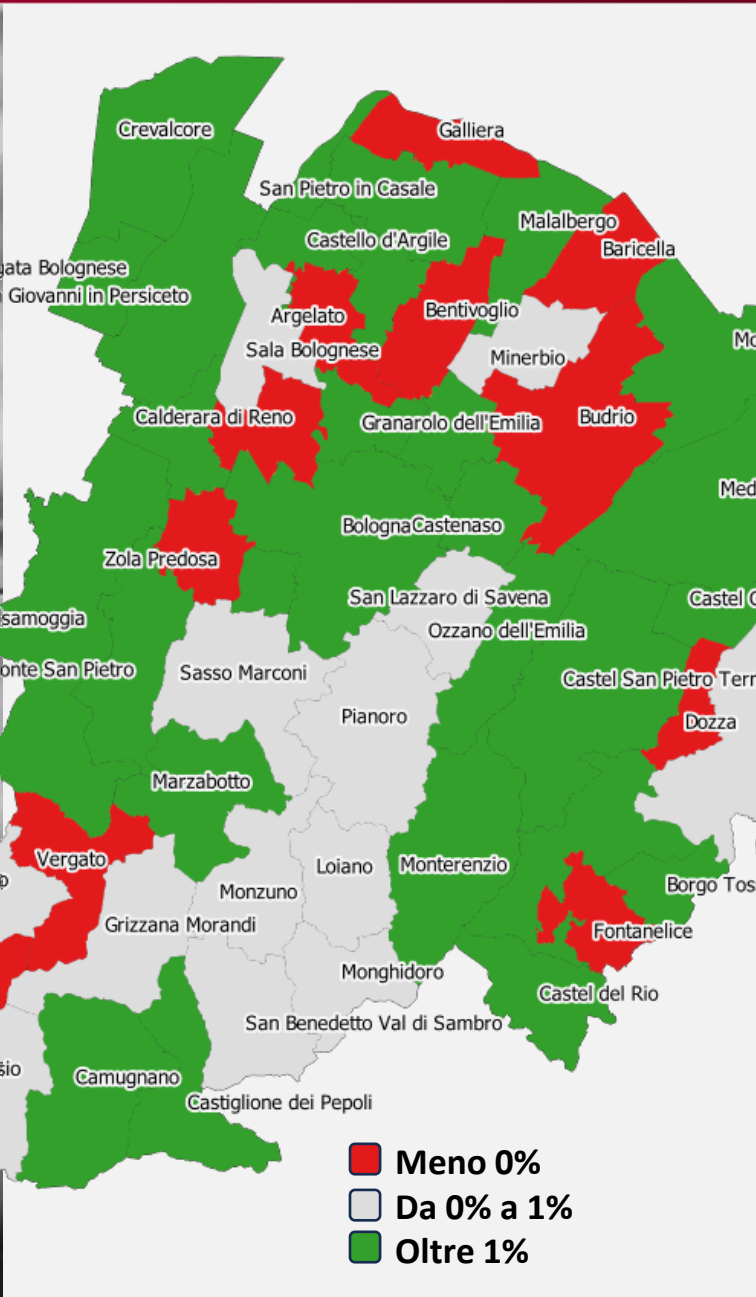 Crevalcore
Galliera
San Pietro in Casale
Malalbergo
Castello d'Argile
Baricella
gata Bolognese
Giovanni in Persiceto
Argelato
Bentivoglio
Mo
Sala Bolognese
Minerbio
Calderara di Reno
Granarolo dell'Emilia
Budrio
Med
Bologna
Castenaso
Zola Predosa
San Lazzaro di Savena
Castel
samoggia
Ozzano dell'Emilia
onte San Pietro
Sasso Marconi
Castel San Pietro Terr
Pianoro
Dozza
Marzabotto
Vergato
Loiano
Monterenzio
Monzuno
Borgo Tos
Grizzana Morandi
Fontanelice
Monghidoro
Castel del Rio
San Benedetto Val di Sambro
sio
Camugnano
Castiglione dei Pepoli
Meno 0%
Da 0% a 1%
Oltre 1%